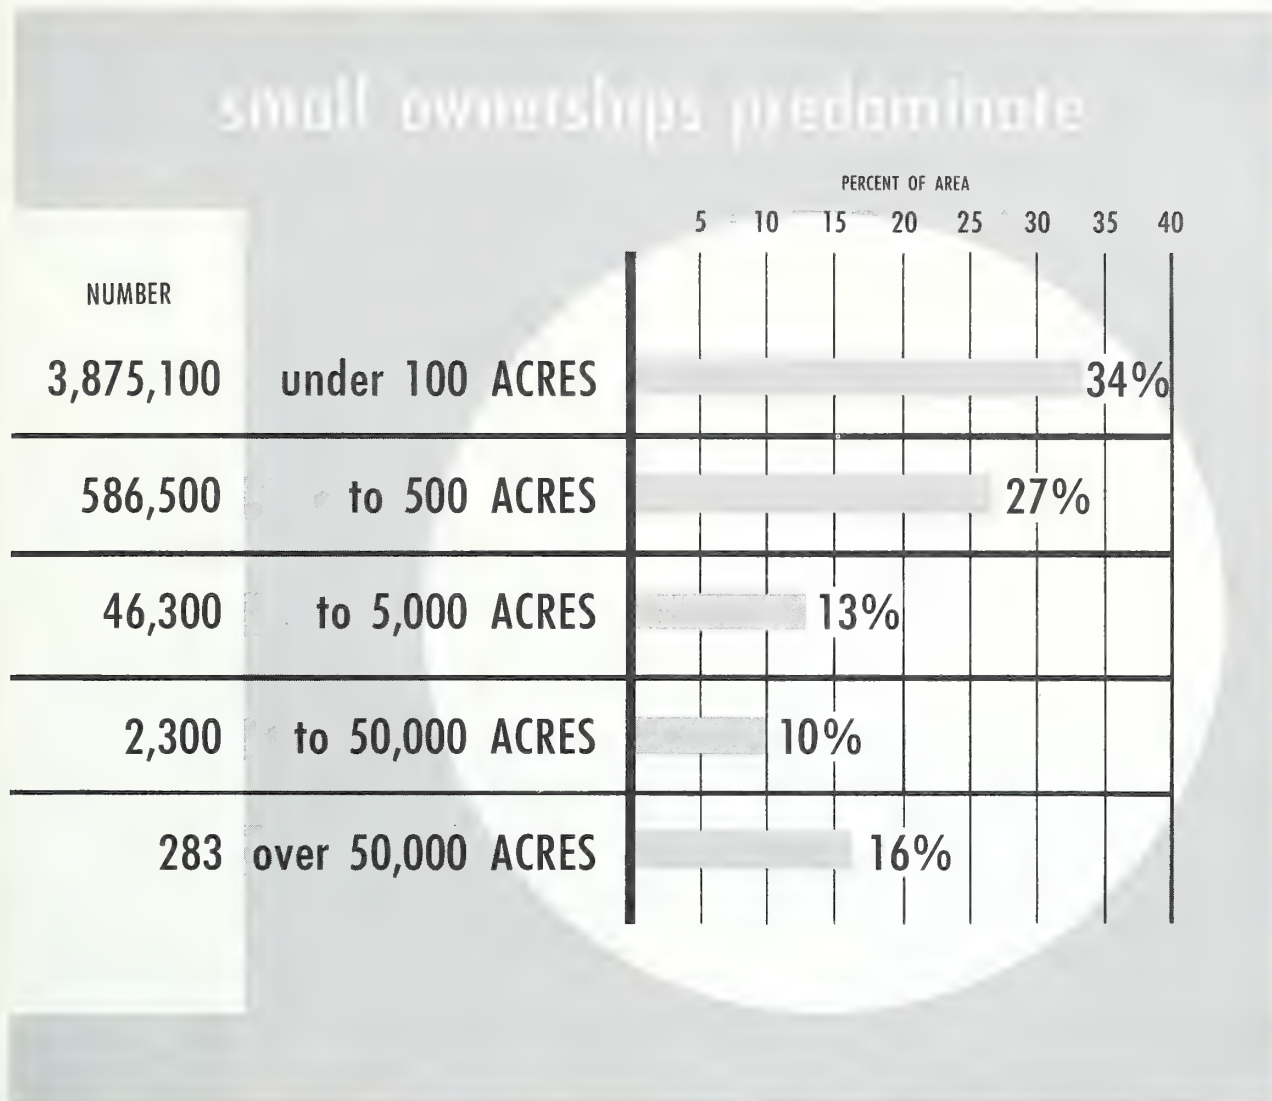 small ownerships predominate
PERCENT OF AREA
5 10 15 20 25 30 35 40
NUMBER
3,875,100 under 100 ACRES 34%
586,500 to 500 ACRES 27%
46,300 to 5,000 ACRES 13%
2,300 to 50,000 ACRES 10%
283 over 50,000 ACRES 16%